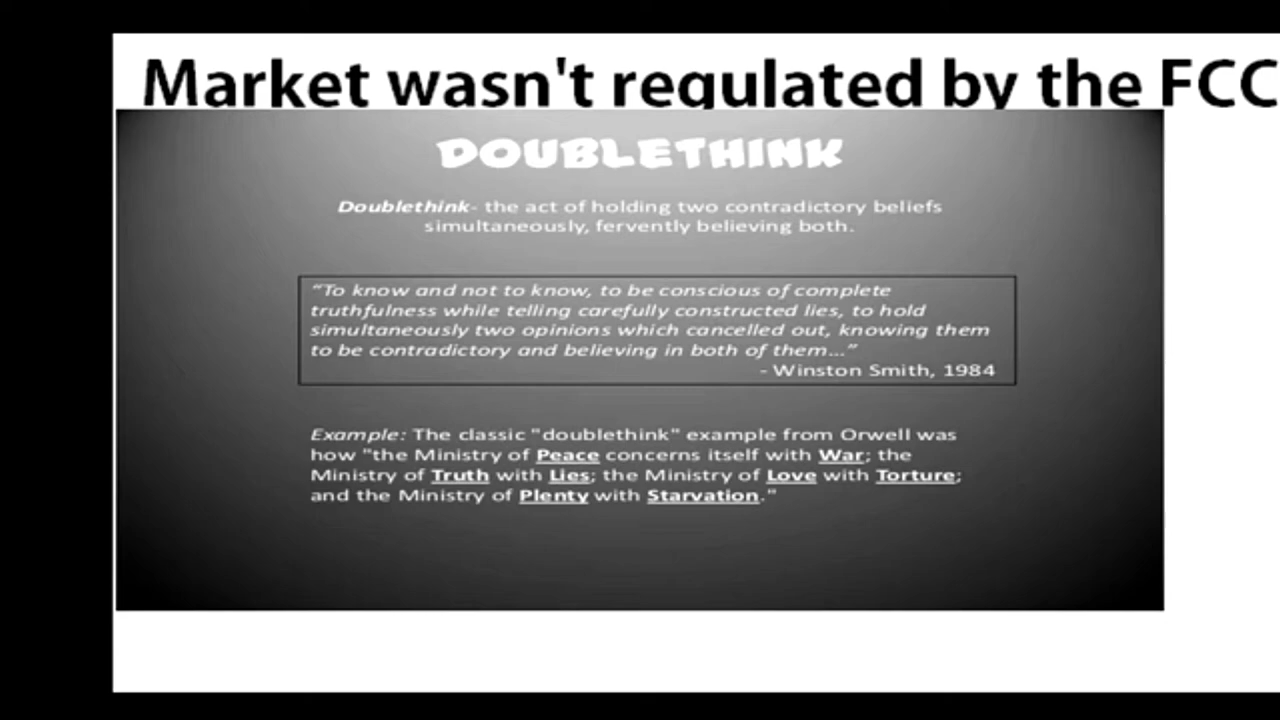 Market wasn't regulated by the FCC
DOUBLETHINK
Doublethink- the act of holding two contradictory beliefs
simultaneously, fervently believing both.
“To know and not to know, to be conscious of complete
truthfulness while telling carefully constructed lies, to hold
simultaneously two opinions which cancelled out, knowing them
to be contradictory and believing in both of them…”
- Winston Smith, 1984
Example: The classic "doublethink" example from Orwell was
how "the Ministry of Peace concerns itself with War; the
Ministry of Truth with Lies; the Ministry of Love with Torture;
and the Ministry of Plenty with Starvation."